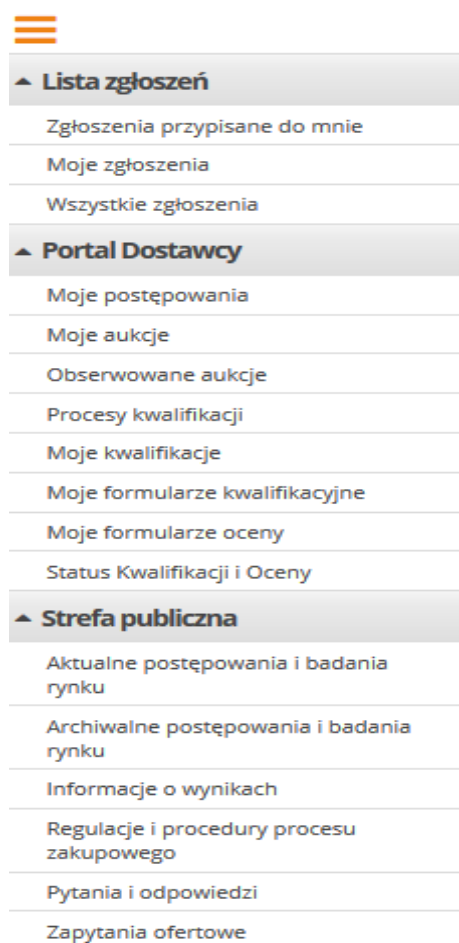 Lista zgłoszeń
Zgłoszenia przypisane do mnie
Moje zgłoszenia
Wszystkie zgłoszenia
Portal Dostawcy
Moje postępowania
Moje aukcje
Obserwowane aukcje
Procesy kwalifikacji
Moje kwalifikacje
Moje formularze kwalifikacyjne
Moje formularze oceny
Status Kwalifikacji i Oceny
Strefa publiczna
Aktualne postępowania i badania
rynku
Archiwalne postępowania i badania
rynku
Informacje o wynikach
Regulacje i procedury procesu
zakupowego
Pytania i odpowiedzi
Zapytania ofertowe